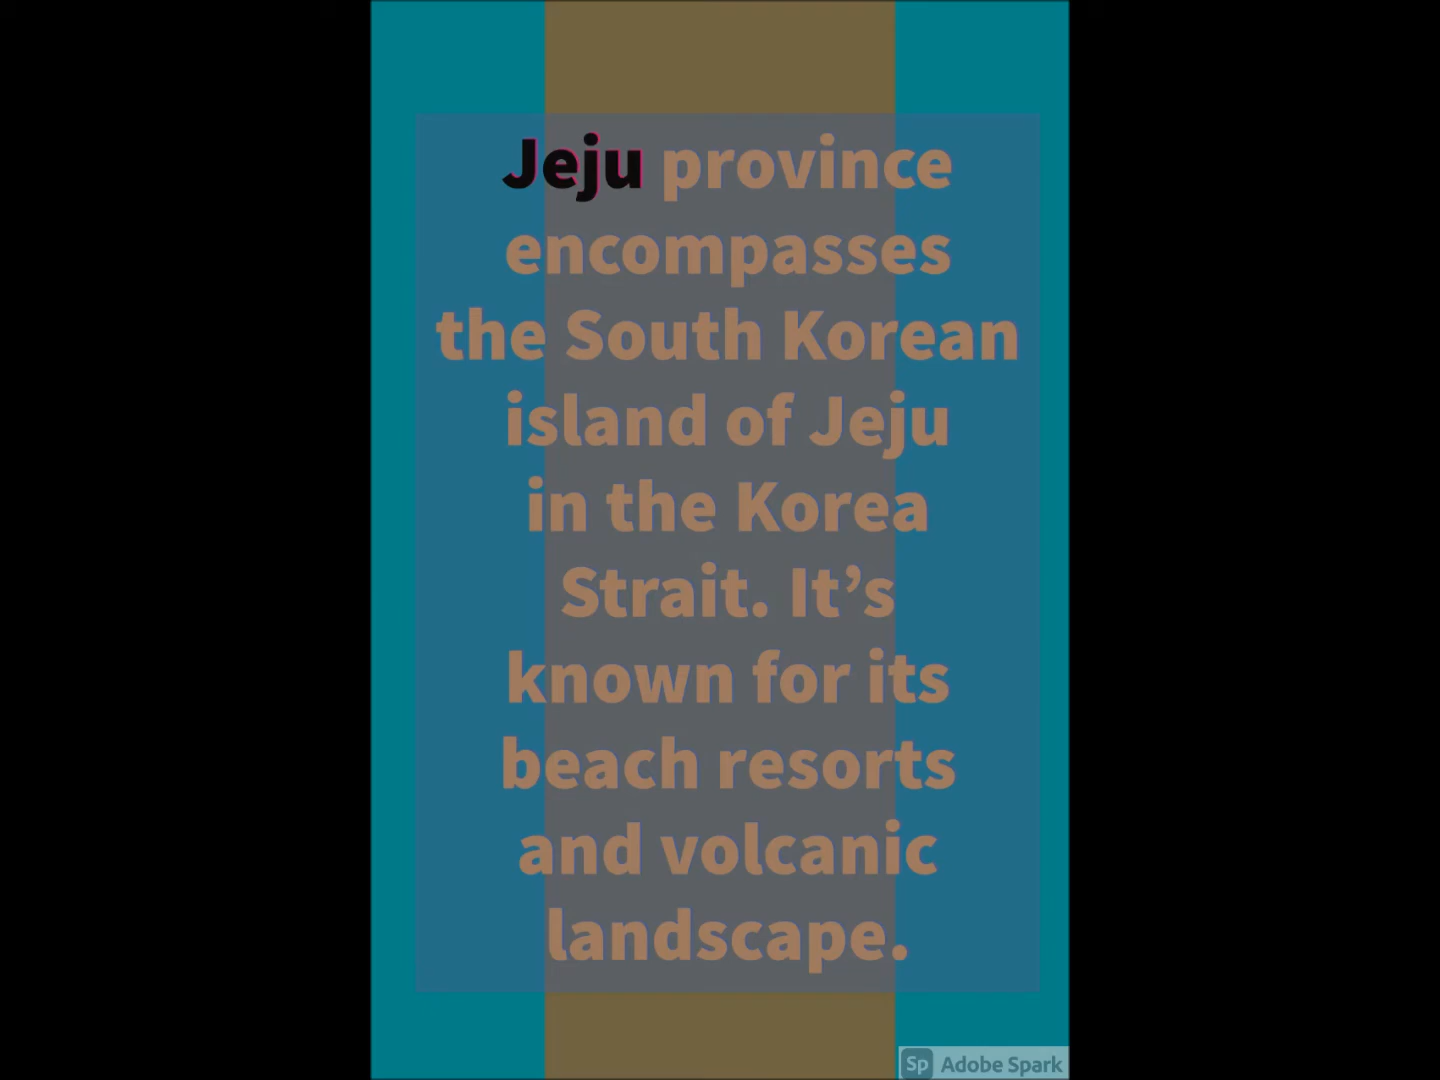 Jeju province
encompasses
the South Korean
island of Jeju
in the Korea
Strait. It’s
known for its
beach resorts
and volcanic
landscape.
Sp Adobe Spark